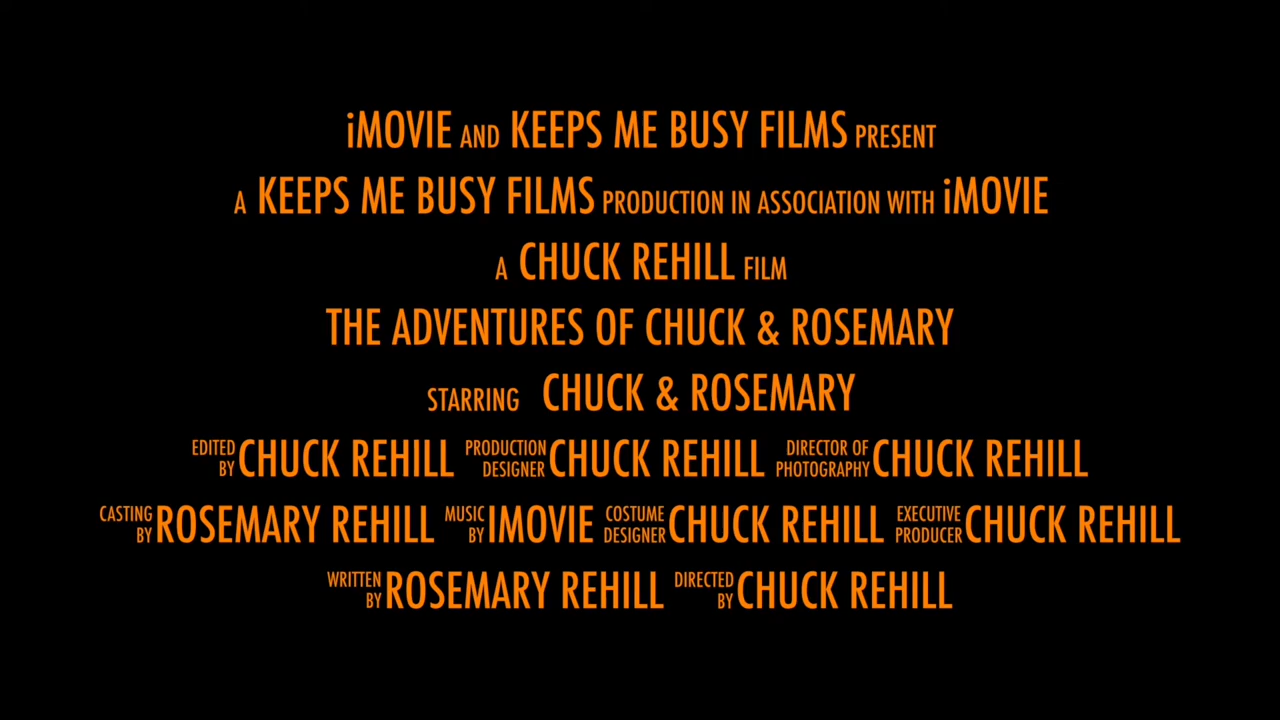 iMOVIE AND KEEPS ME BUSY FILMS PRESENT
A KEEPS ME BUSY FILMS PRODUCTION IN ASSOCIATION WITH iMOVIE
A CHUCK REHILL FILM
THE ADVENTURES OF CHUCK & ROSEMARY
STARRING CHUCK & ROSEMARY
EDITED BY CHUCK REHILL PRODUCTION DESIGNER CHUCK REHILL DIRECTOR OF PHOTOGRAPHY CHUCK REHILL
CASTING BY ROSEMARY REHILL MUSIC BY IMOVIE COSTUME DESIGNER CHUCK REHILL EXECUTIVE PRODUCER CHUCK REHILL
WRITTEN BY ROSEMARY REHILL DIRECTED BY CHUCK REHILL